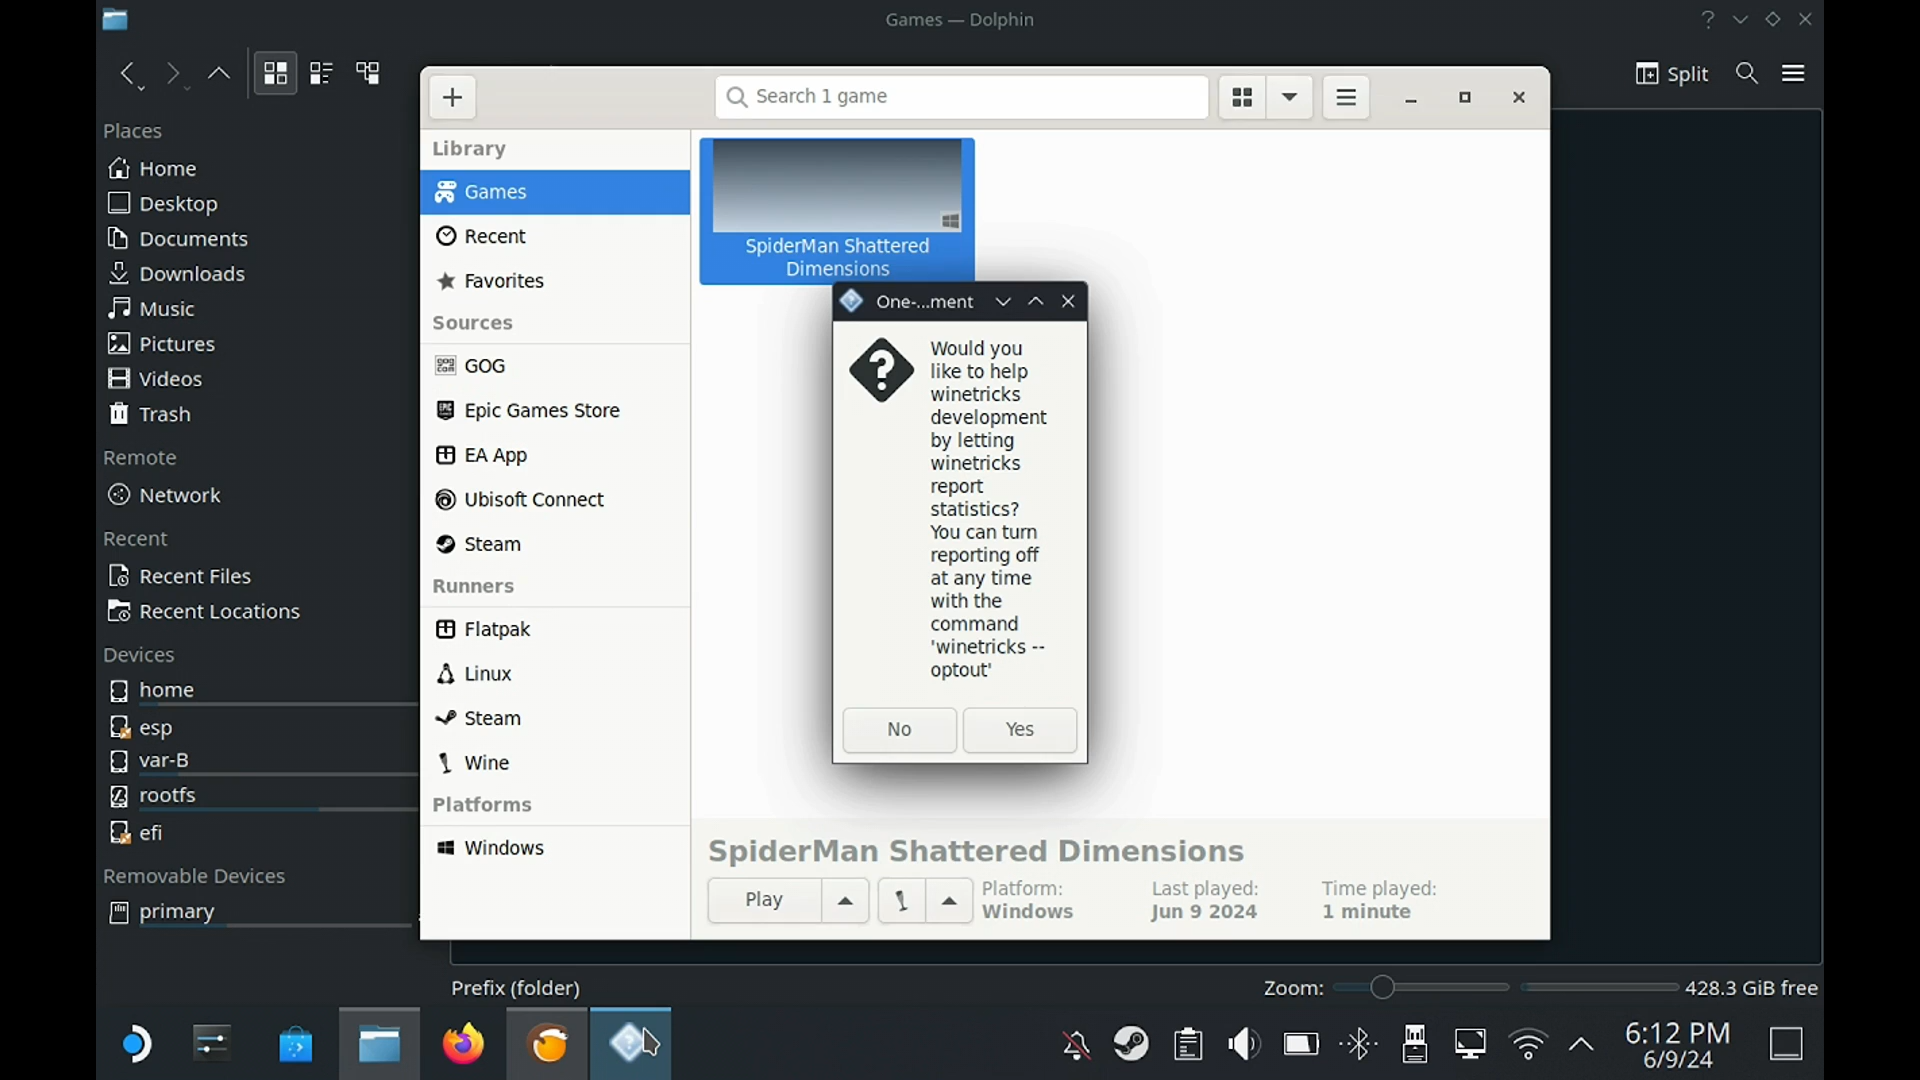 Games — Dolphin
Split
Places
Home
Desktop
Documents
Downloads
Music
Pictures
Videos
Trash
Remote
Network
Recent
Recent Files
Recent Locations
Devices
home
esp
var-B
rootfs
efi
Removable Devices
primary
Search 1 game
Library
Games
Recent
Favorites
Sources
GOG
Epic Games Store
EA App
Ubisoft Connect
Steam
Runners
Flatpak
Linux
Steam
Wine
Platforms
Windows
SpiderMan Shattered
Dimensions
One-...ment
Would you
like to help
winetricks
development
by letting
winetricks
report
statistics?
You can turn
reporting off
at any time
with the
command
'winetricks --
optout'
No
Yes
SpiderMan Shattered Dimensions
Play
Platform:
Windows
Last played:
Jun 9 2024
Time played:
1 minute
Prefix (folder)
Zoom:
428.3 GiB free
6:12 PM
6/9/24